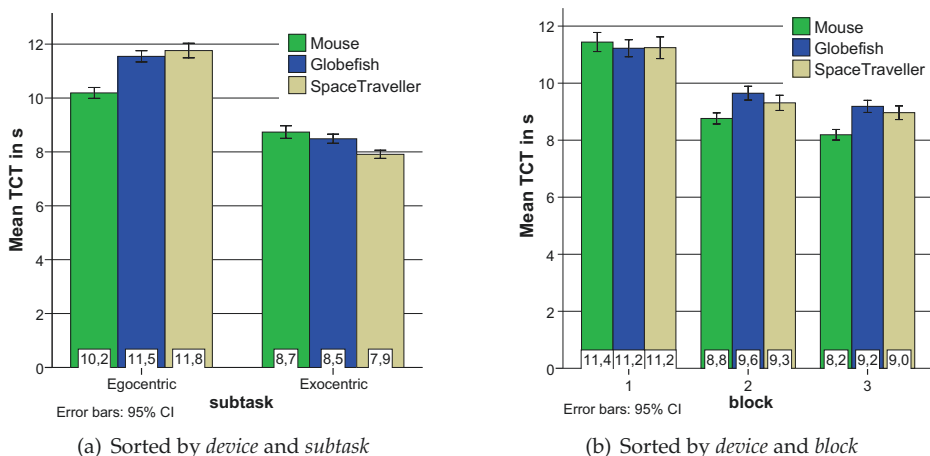 Mean TCT in s
12
10
8
6
4
2
0
Mouse
Globefish
SpaceTraveller
10,2 11,5 11,8 8,7 8,5 7,9
Egocentric Exocentric
subtask
Error bars: 95% CI
(a) Sorted by device and subtask
Mean TCT in s
12
10
8
6
4
2
0
Mouse
Globefish
SpaceTraveller
11,4 11,2 11,2 8,8 9,6 9,3 8,2 9,2 9,0
1 2 3
block
Error bars: 95% CI
(b) Sorted by device and block